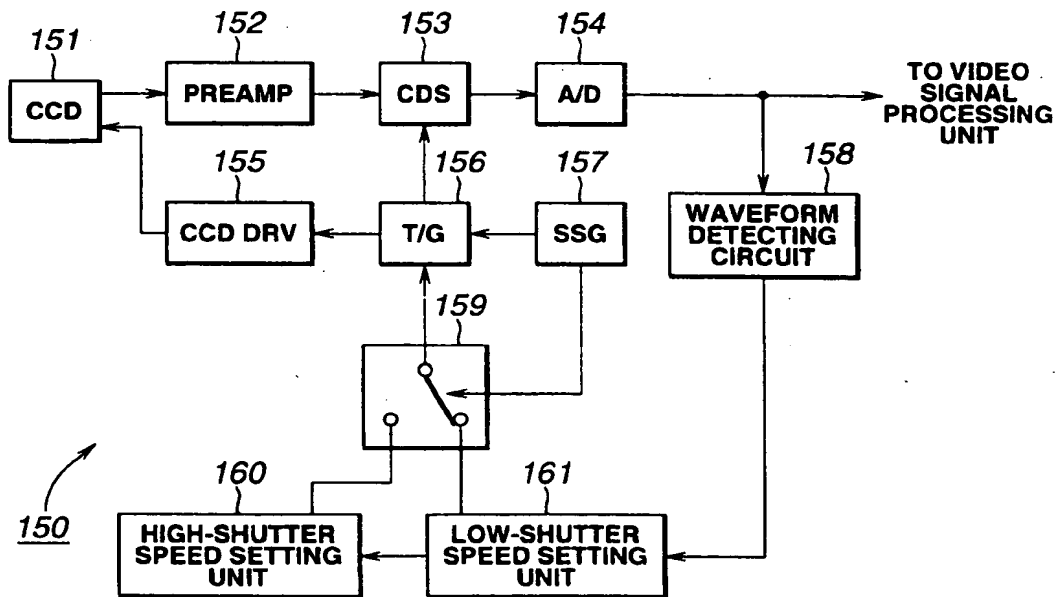 151
152
153
154
CCD
PREAMP
CDS
A/D
TO VIDEO
SIGNAL
PROCESSING
UNIT
155
156
157
158
CCD DRV
T/G
SSG
WAVEFORM
DETECTING
CIRCUIT
159
160
161
150
HIGH-SHUTTER
SPEED SETTING
UNIT
LOW-SHUTTER
SPEED SETTING
UNIT